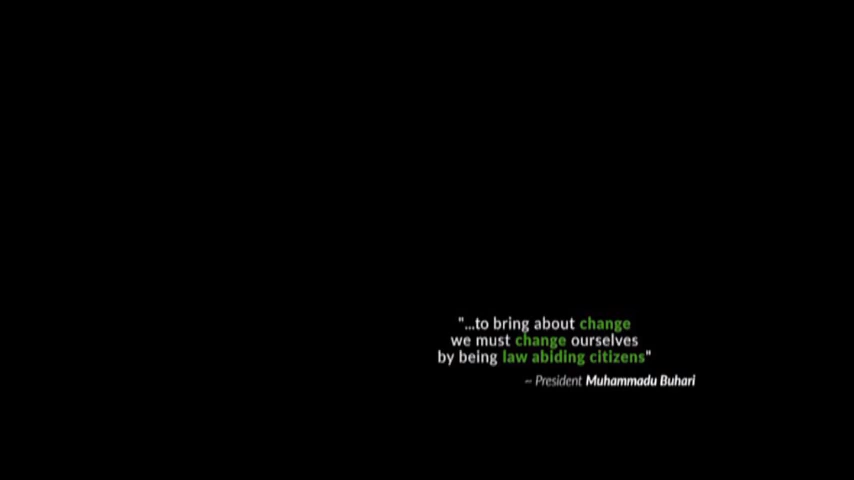 "...to bring about change
we must change ourselves
by being law abiding citizens"
– President Muhammadu Buhari